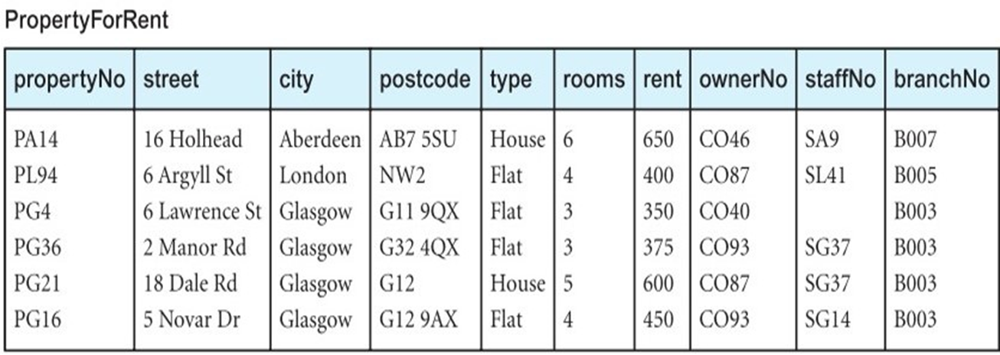 PropertyForRent
propertyNo street city postcode type rooms rent ownerNo staffNo branchNo
PA14 16 Holhead Aberdeen AB7 5SU House 6 650 CO46 SA9 B007
PL94 6 Argyll St London NW2 Flat 4 400 CO87 SL41 B005
PG4 6 Lawrence St Glasgow G11 9QX Flat 3 350 CO40 B003
PG36 2 Manor Rd Glasgow G32 4QX Flat 3 375 CO93 SG37 B003
PG21 18 Dale Rd Glasgow G12 House 5 600 CO87 SG37 B003
PG16 5 Novar Dr Glasgow G12 9AX Flat 4 450 CO93 SG14 B003